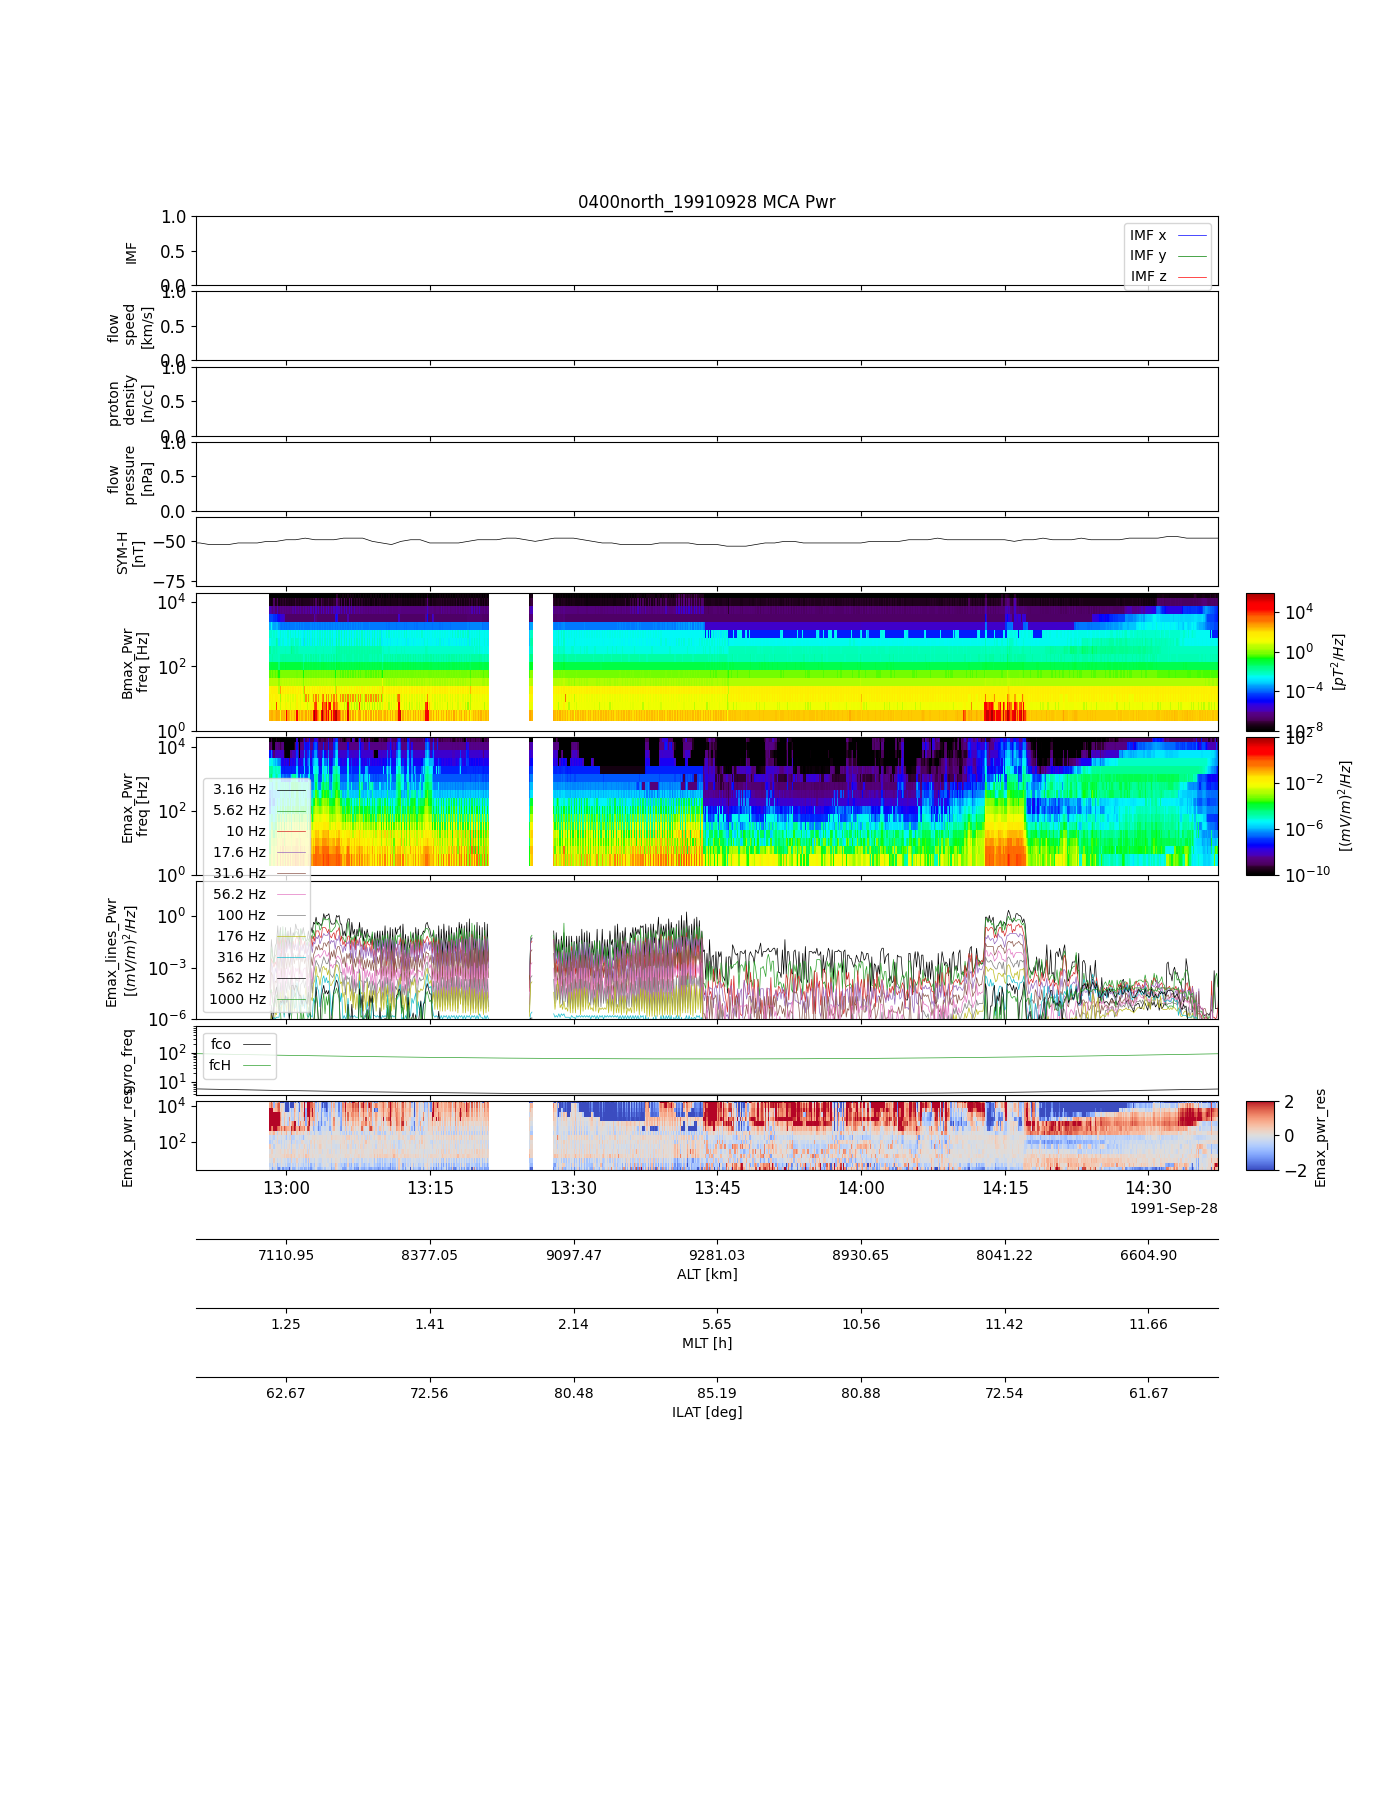 0400north_19910928 MCA Pwr
1.0
0.5
0.0
IMF
IMF x
IMF y
IMF z
1.0
0.5
0.0
flow
speed
[km/s]
1.0
0.5
0.0
proton
density
[n/cc]
1.0
0.5
0.0
flow
pressure
[nPa]
−50
−75
SYM-H
[nT]
10^4
10^2
10^0
Bmax_Pwr
freq [Hz]
10^4
10^0
10^−4
10^−8
[pT^2/Hz]
10^4
10^2
10^0
Emax_Pwr
freq [Hz]
10^2
10^−2
10^−6
10^−10
[(mV/m)^2/Hz]
3.16 Hz
5.62 Hz
10 Hz
17.6 Hz
31.6 Hz
56.2 Hz
100 Hz
176 Hz
316 Hz
562 Hz
1000 Hz
10^0
10^−3
10^−6
Emax_lines_Pwr
[(mV/m)^2/Hz]
10^2
10^1
gyro_freq
fco
fcH
10^4
10^2
Emax_pwr_res
2
0
−2
Emax_pwr_res
13:00 13:15 13:30 13:45 14:00 14:15 14:30
1991-Sep-28
7110.95 8377.05 9097.47 9281.03 8930.65 8041.22 6604.90
ALT [km]
1.25 1.41 2.14 5.65 10.56 11.42 11.66
MLT [h]
62.67 72.56 80.48 85.19 80.88 72.54 61.67
ILAT [deg]